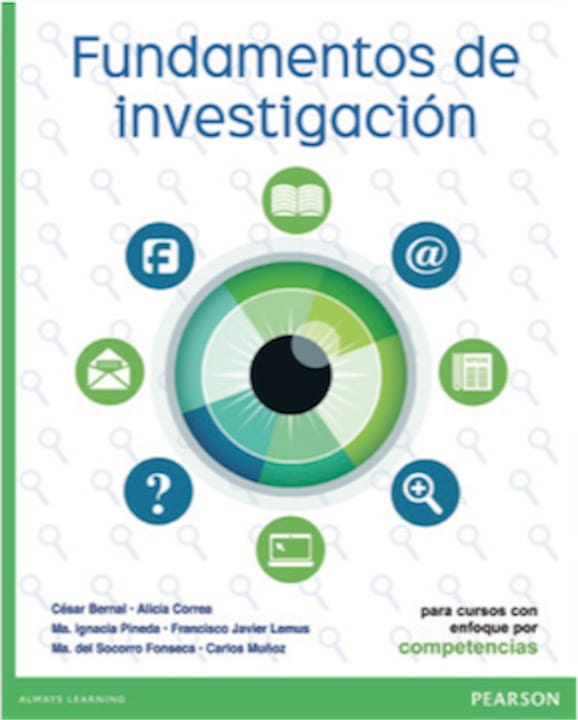 Fundamentos de
investigación
@
?
César Bernal · Alicia Correa
Ma. Ignacia Pineda · Francisco Javier Lemus
Ma. del Socorro Fonseca · Carlos Muñoz
para cursos con
enfoque por
competencias
ALWAYS LEARNING
PEARSON